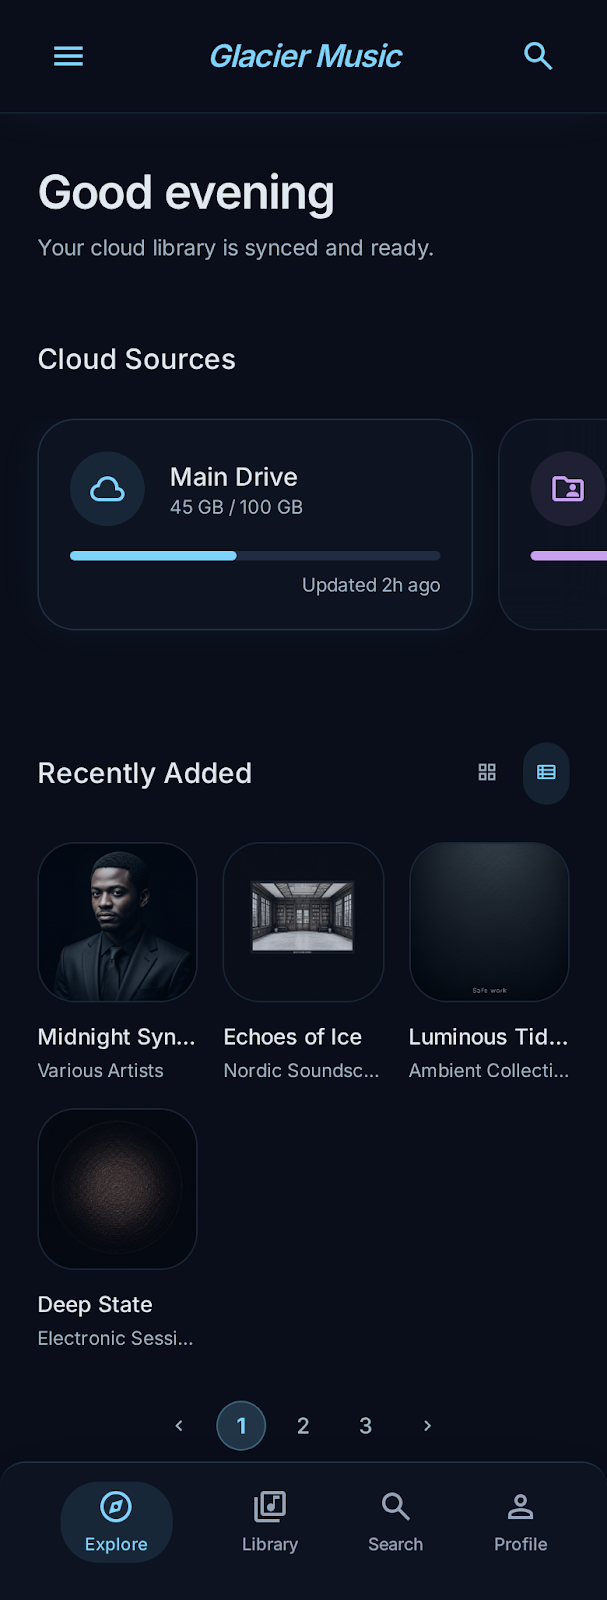 Glacier Music
Good evening
Your cloud library is synced and ready.
Cloud Sources
Main Drive
45 GB / 100 GB
Updated 2h ago
Recently Added
Safe work
Midnight Syn...
Various Artists
Echoes of Ice
Nordic Soundsc...
Luminous Tid...
Ambient Collecti...
Deep State
Electronic Sessi...
1 2 3
Explore Library Search Profile